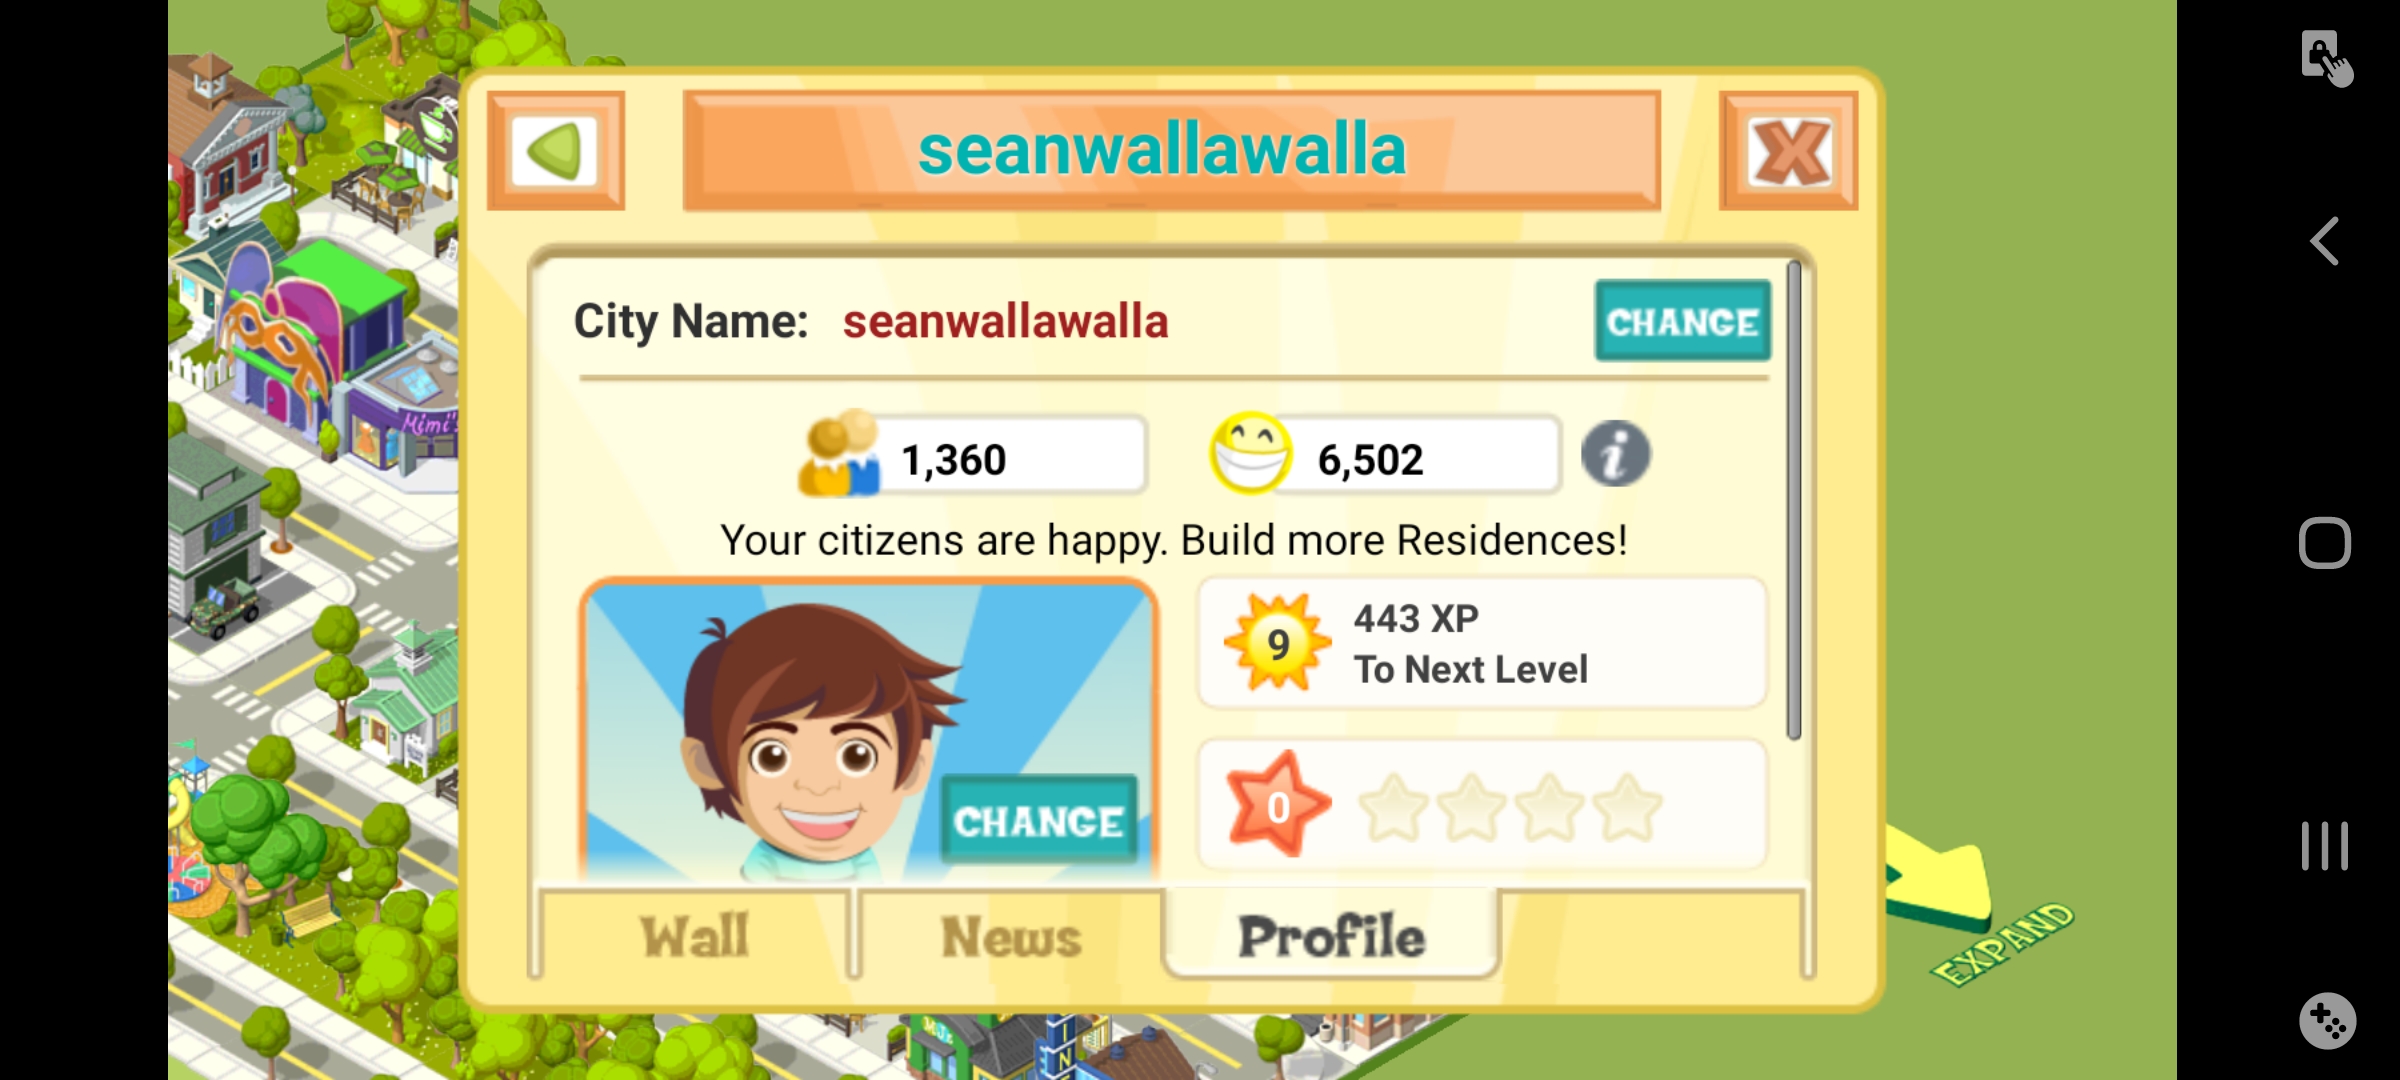 seanwallawalla
City Name: seanwallawalla
CHANGE
1,360
6,502
i
Your citizens are happy. Build more Residences!
9
443 XP
To Next Level
0
CHANGE
Wall
News
Profile
EXPAND
Mimi's